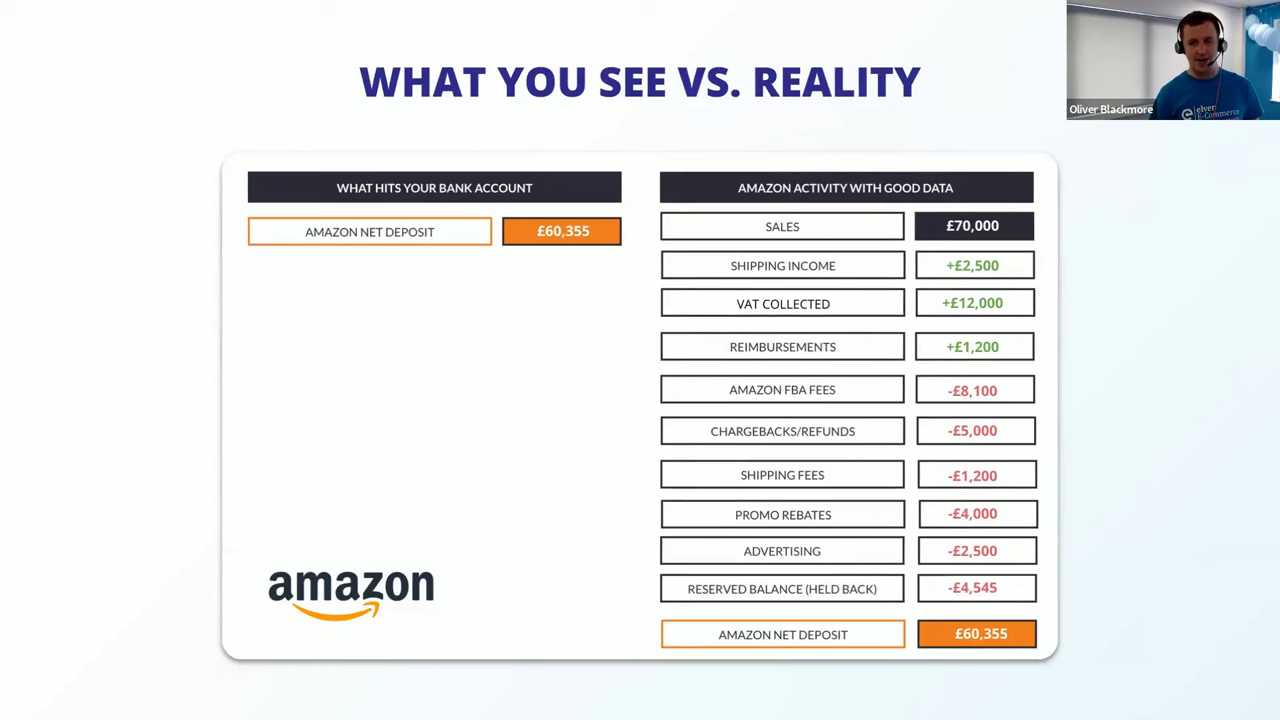 WHAT YOU SEE VS. REALITY
Oliver Blackmore
elver
E-Commerce
WHAT HITS YOUR BANK ACCOUNT
AMAZON NET DEPOSIT £60,355
amazon
AMAZON ACTIVITY WITH GOOD DATA
SALES £70,000
SHIPPING INCOME +£2,500
VAT COLLECTED +£12,000
REIMBURSEMENTS +£1,200
AMAZON FBA FEES -£8,100
CHARGEBACKS/REFUNDS -£5,000
SHIPPING FEES -£1,200
PROMO REBATES -£4,000
ADVERTISING -£2,500
RESERVED BALANCE (HELD BACK) -£4,545
AMAZON NET DEPOSIT £60,355